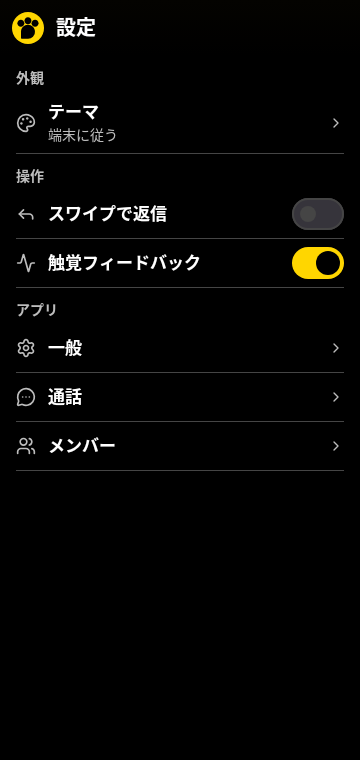 設定
外観
テーマ
端末に従う
操作
スワイプで返信
触覚フィードバック
アプリ
一般
通話
メンバー